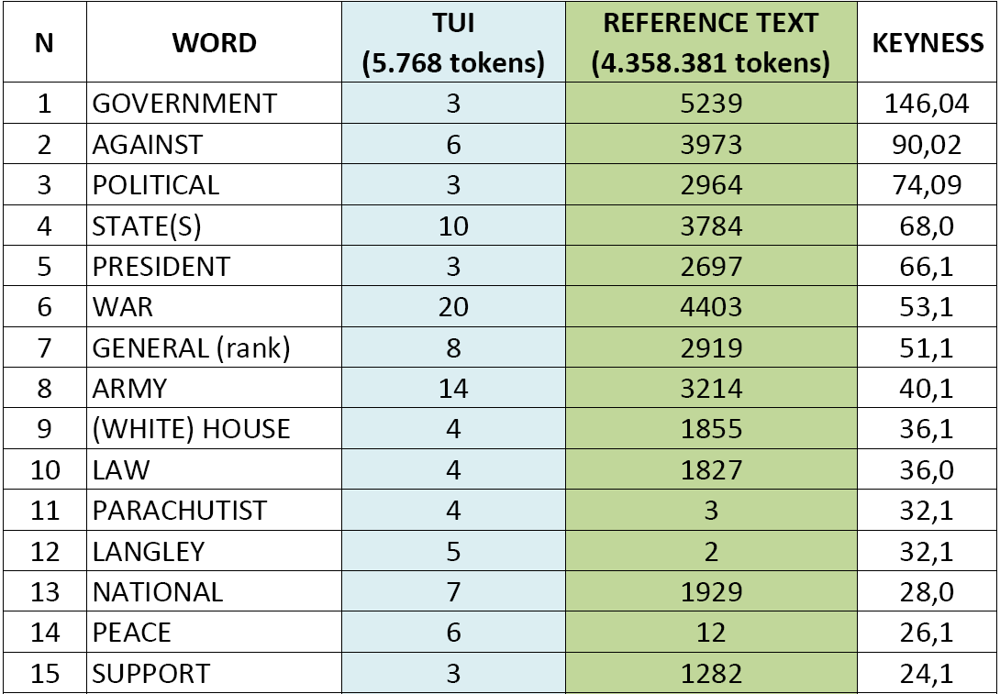 N WORD TUI (5.768 tokens) REFERENCE TEXT (4.358.381 tokens) KEYNESS
1 GOVERNMENT 3 5239 146,04
2 AGAINST 6 3973 90,02
3 POLITICAL 3 2964 74,09
4 STATE(S) 10 3784 68,0
5 PRESIDENT 3 2697 66,1
6 WAR 20 4403 53,1
7 GENERAL (rank) 8 2919 51,1
8 ARMY 14 3214 40,1
9 (WHITE) HOUSE 4 1855 36,1
10 LAW 4 1827 36,0
11 PARACHUTIST 4 3 32,1
12 LANGLEY 5 2 32,1
13 NATIONAL 7 1929 28,0
14 PEACE 6 12 26,1
15 SUPPORT 3 1282 24,1